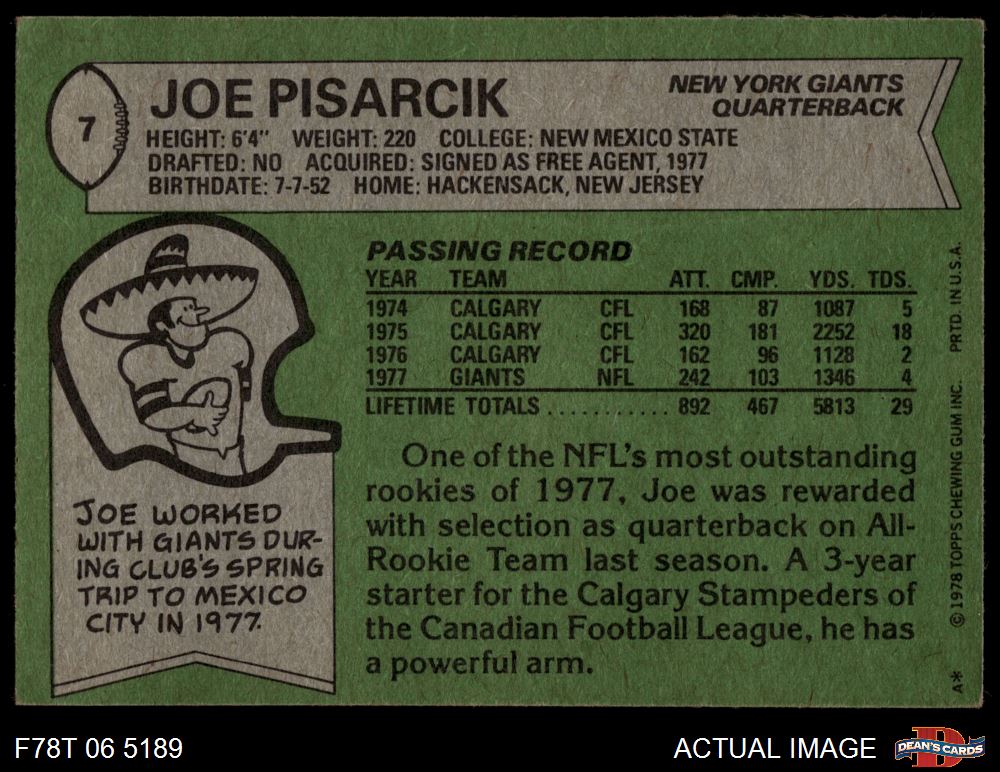 7
JOE PISARCIK
NEW YORK GIANTS
QUARTERBACK
HEIGHT: 6'4" WEIGHT: 220 COLLEGE: NEW MEXICO STATE
DRAFTED: NO ACQUIRED: SIGNED AS FREE AGENT, 1977
BIRTHDATE: 7-7-52 HOME: HACKENSACK, NEW JERSEY
PASSING RECORD
YEAR TEAM ATT. CMP. YDS. TDS.
1974 CALGARY CFL 168 87 1087 5
1975 CALGARY CFL 320 181 2252 18
1976 CALGARY CFL 162 96 1128 2
1977 GIANTS NFL 242 103 1346 4
LIFETIME TOTALS ........... 892 467 5813 29
One of the NFL's most outstanding
rookies of 1977, Joe was rewarded
with selection as quarterback on All-
Rookie Team last season. A 3-year
starter for the Calgary Stampeders of
the Canadian Football League, he has
a powerful arm.
JOE WORKED
WITH GIANTS DUR-
ING CLUB'S SPRING
TRIP TO MEXICO
CITY IN 1977.
A* © 1978 TOPPS CHEWING GUM INC. PRTD. IN U.S.A.
F78T 06 5189
ACTUAL IMAGE
D
DEAN'S CARDS